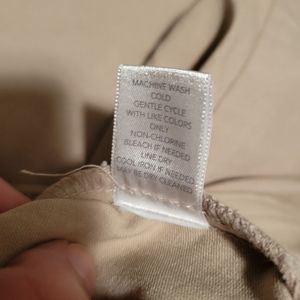 MACHINE WASH
COLD
GENTLE CYCLE
WITH LIKE COLORS
ONLY
NON-CHLORINE
BLEACH IF NEEDED
LINE DRY
COOL IRON IF NEEDED
MAY BE DRY CLEANED